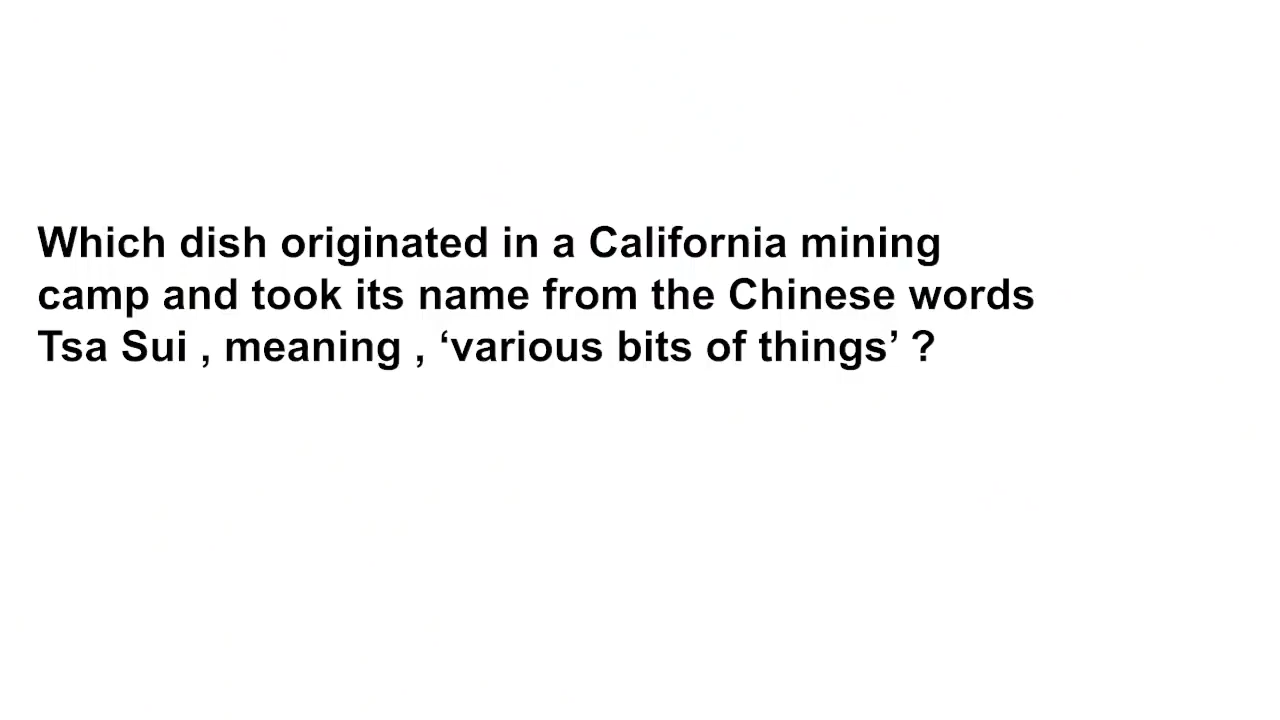 Which dish originated in a California mining
camp and took its name from the Chinese words
Tsa Sui , meaning , ‘various bits of things’ ?